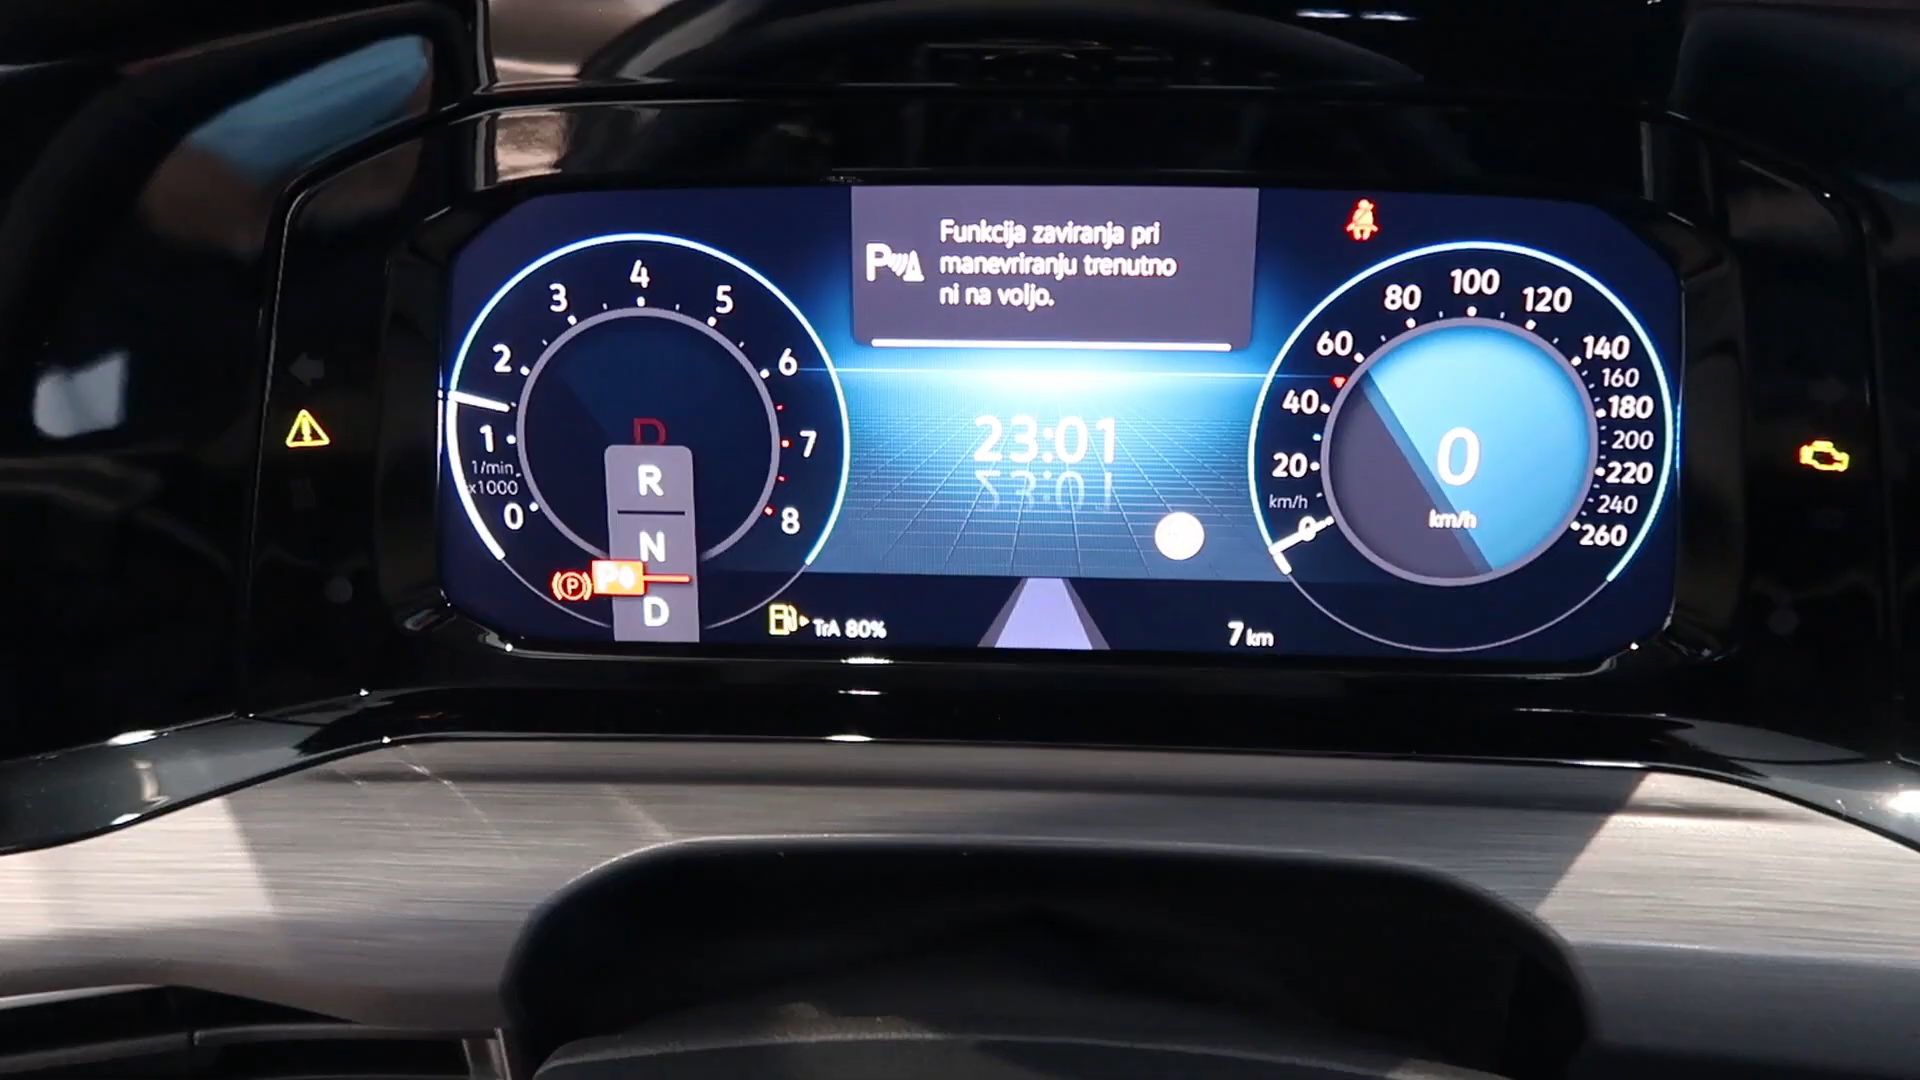 Funkcija zaviranja pri
manevriranju trenutno
ni na voljo.
P
0
1
2
3
4
5
6
7
8
1/min
x1000
D
R
N
D
P
P
23:01
TrA 80%
7 km
0
20
40
60
80
100
120
140
160
180
200
220
240
260
km/h
0
km/h